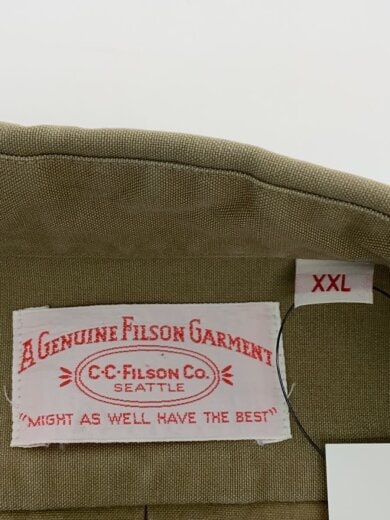 A GENUINE FILSON GARMENT
C·C·FILSON CO.
SEATTLE
"MIGHT AS WELL HAVE THE BEST"
XXL